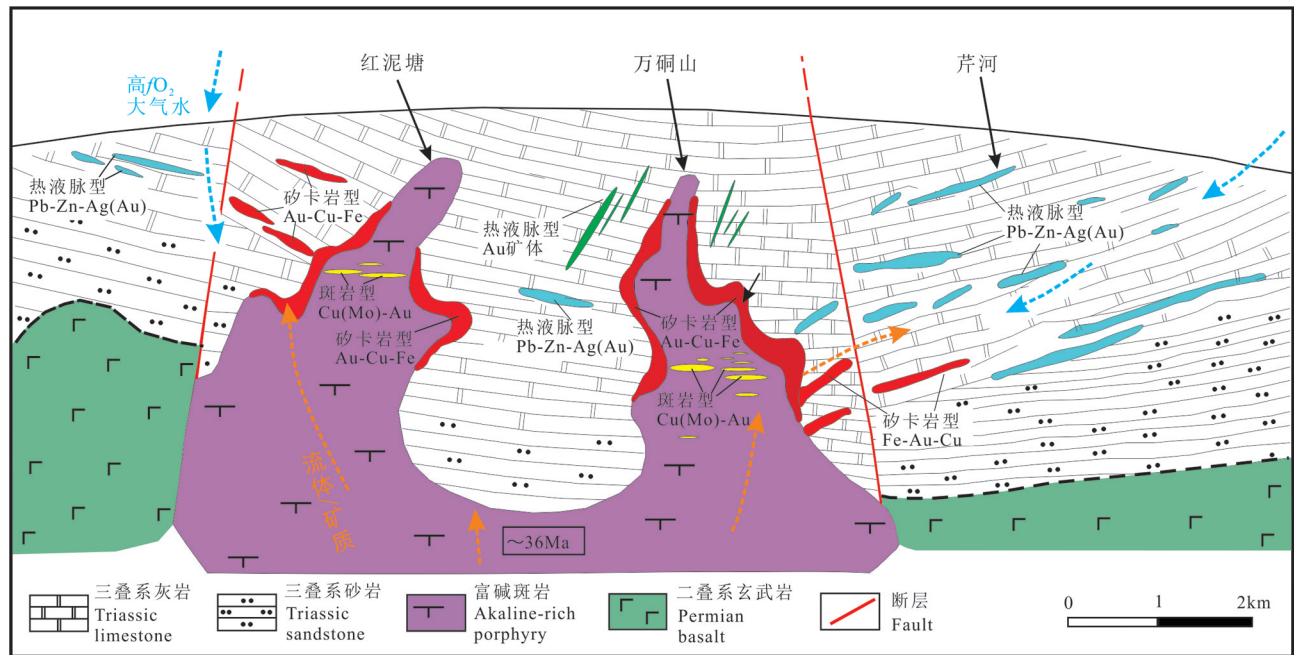 红泥塘
万硐山
芹河
高fO₂
大气水
热液脉型
Pb-Zn-Ag(Au)
矽卡岩型
Au-Cu-Fe
热液脉型
Au矿体
热液脉型
Pb-Zn-Ag(Au)
斑岩型
Cu(Mo)-Au
矽卡岩型
Au-Cu-Fe
热液脉型
Pb-Zn-Ag(Au)
矽卡岩型
Au-Cu-Fe
斑岩型
Cu(Mo)-Au
矽卡岩型
Fe-Au-Cu
流体/矿质
～36Ma
三叠系灰岩
Triassic
limestone
三叠系砂岩
Triassic
sandstone
富碱斑岩
Akaline-rich
porphyry
二叠系玄武岩
Permian
basalt
断层
Fault
0 1 2km